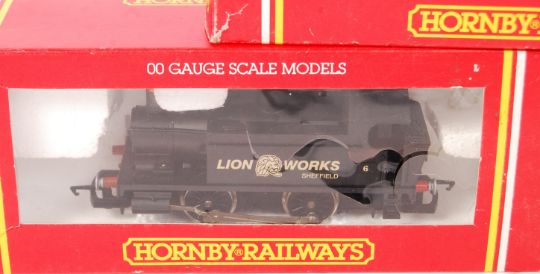 HORNBY®
00 GAUGE SCALE MODELS
LION WORKS
SHEFFIELD
6
HORNBY®RAILWAYS